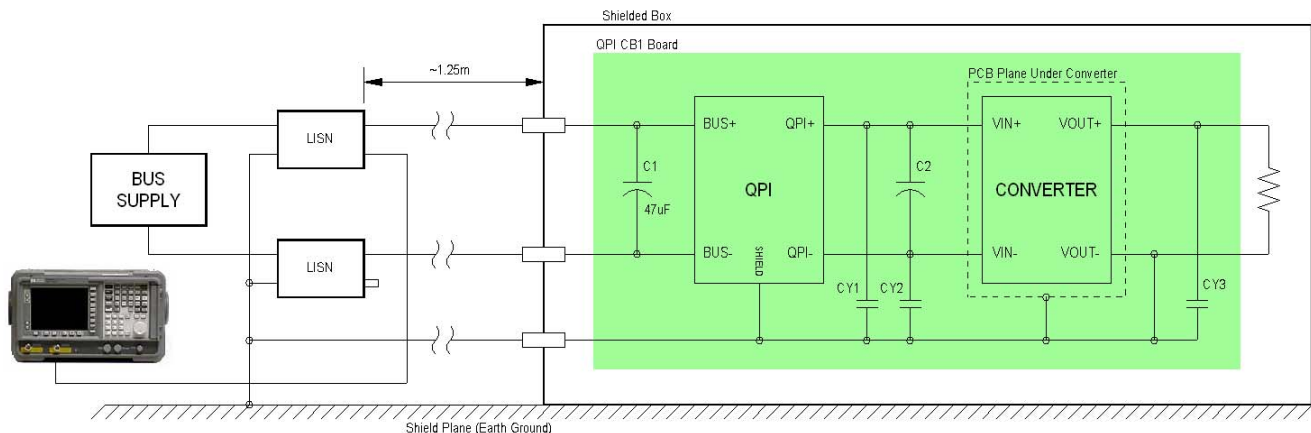 Shielded Box
QPI CB1 Board
~1.25m
PCB Plane Under Converter
LISN
BUS+
QPI+
VIN+
VOUT+
BUS
SUPPLY
C1
47uF
QPI
C2
CONVERTER
LISN
BUS-
SHIELD
QPI-
VIN-
VOUT-
CY1
CY2
CY3
Shield Plane (Earth Ground)